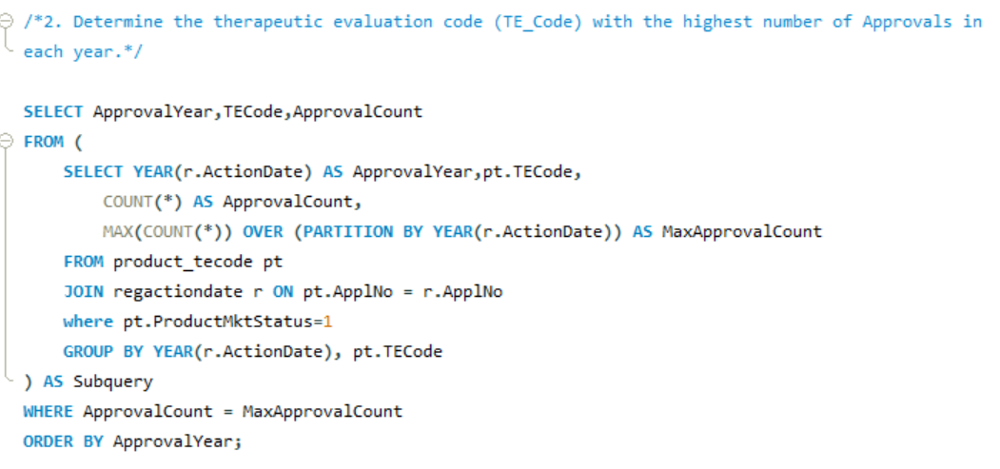 /*2. Determine the therapeutic evaluation code (TE_Code) with the highest number of Approvals in
each year.*/
SELECT ApprovalYear,TECode,ApprovalCount
FROM (
SELECT YEAR(r.ActionDate) AS ApprovalYear,pt.TECode,
COUNT(*) AS ApprovalCount,
MAX(COUNT(*)) OVER (PARTITION BY YEAR(r.ActionDate)) AS MaxApprovalCount
FROM product_tecode pt
JOIN regactiondate r ON pt.ApplNo = r.ApplNo
where pt.ProductMktStatus=1
GROUP BY YEAR(r.ActionDate), pt.TECode
) AS Subquery
WHERE ApprovalCount = MaxApprovalCount
ORDER BY ApprovalYear;